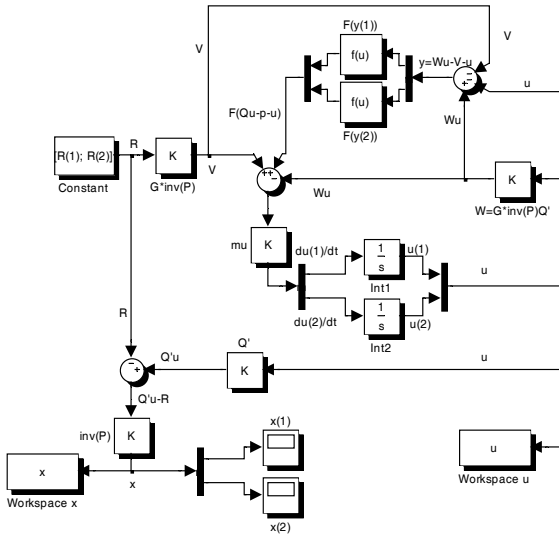 F(y(1))
V
V
f(u)
y=Wu-V-u
u
f(u)
F(Qu-p-u)
F(y(2))
Wu
[R(1); R(2)]
R
K
V
Constant
G*inv(P)
Wu
K
W=G*inv(P)Q'
mu
K
du(1)/dt
1
s
u(1)
Int1
u
du(2)/dt
1
s
u(2)
Int2
R
Q'
Q'u
K
u
Q'u-R
inv(P)
K
x(1)
x
x
u
Workspace x
Workspace u
x(2)